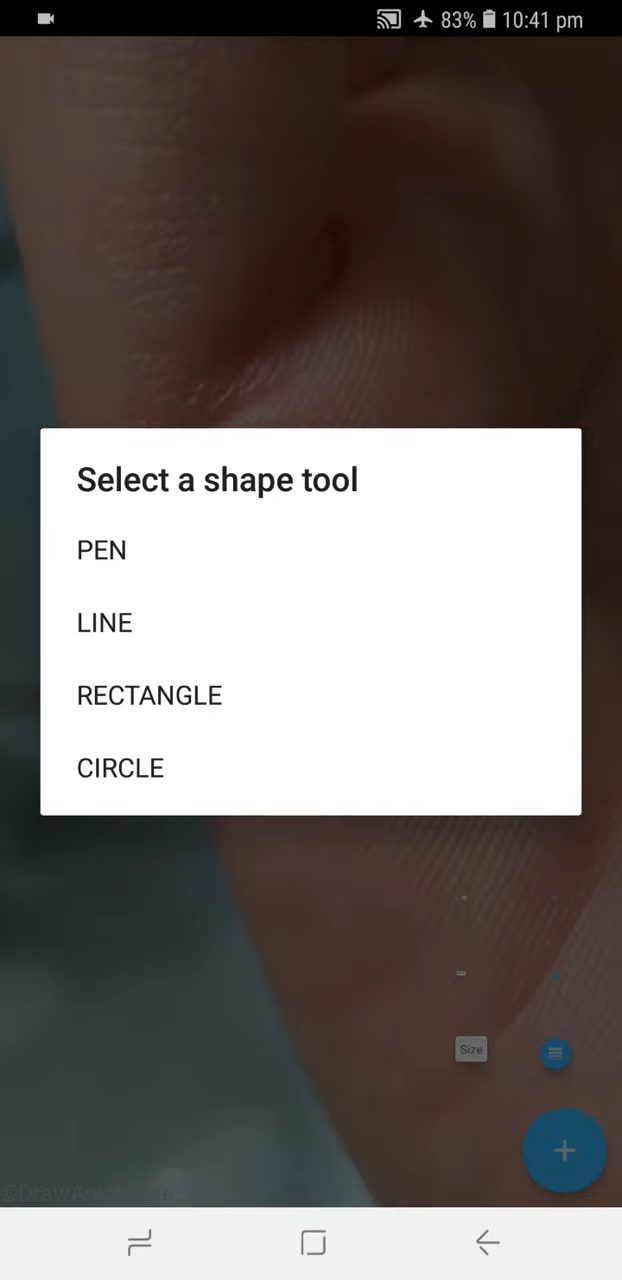 83% 10:41 pm
Select a shape tool
PEN
LINE
RECTANGLE
CIRCLE
Size